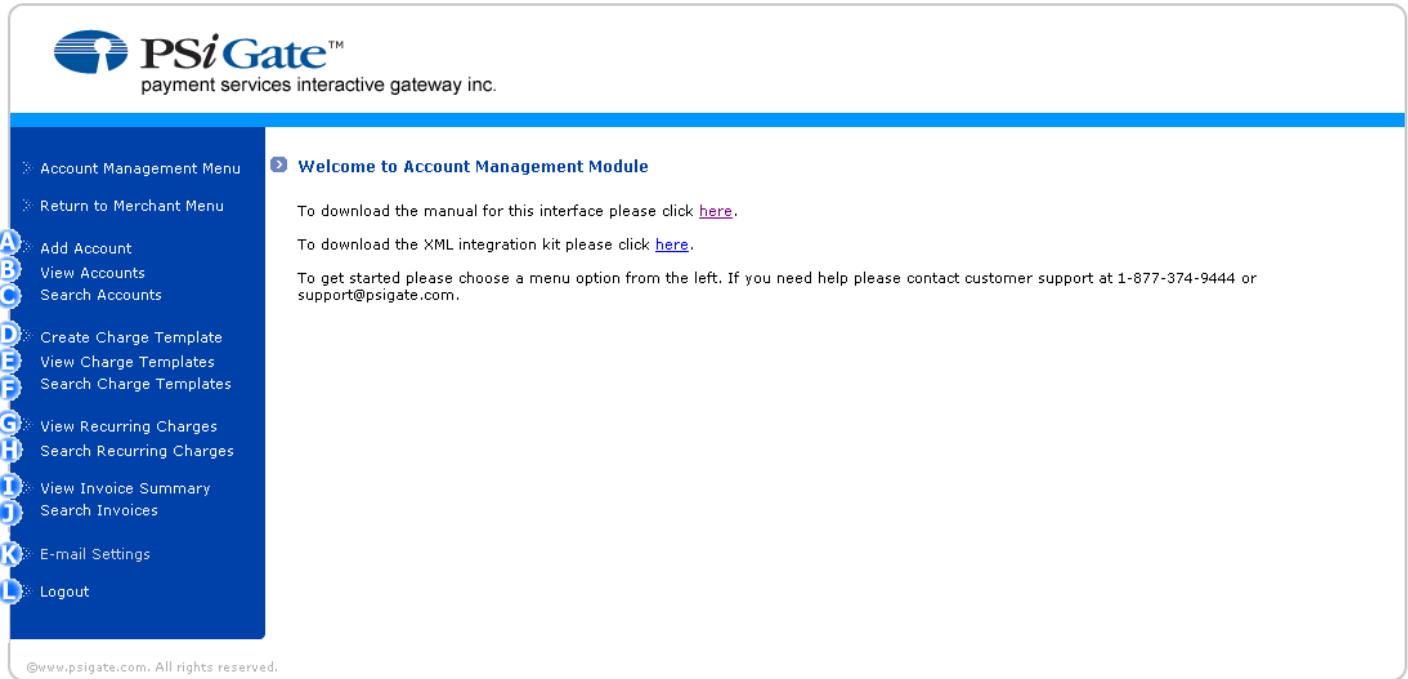 PSiGate™
payment services interactive gateway inc.
Account Management Menu
Return to Merchant Menu
A Add Account
B View Accounts
C Search Accounts
D Create Charge Template
E View Charge Templates
F Search Charge Templates
G View Recurring Charges
H Search Recurring Charges
I View Invoice Summary
J Search Invoices
K E-mail Settings
L Logout
Welcome to Account Management Module
To download the manual for this interface please click here.
To download the XML integration kit please click here.
To get started please choose a menu option from the left. If you need help please contact customer support at 1-877-374-9444 or
support@psigate.com.
©www.psigate.com. All rights reserved.